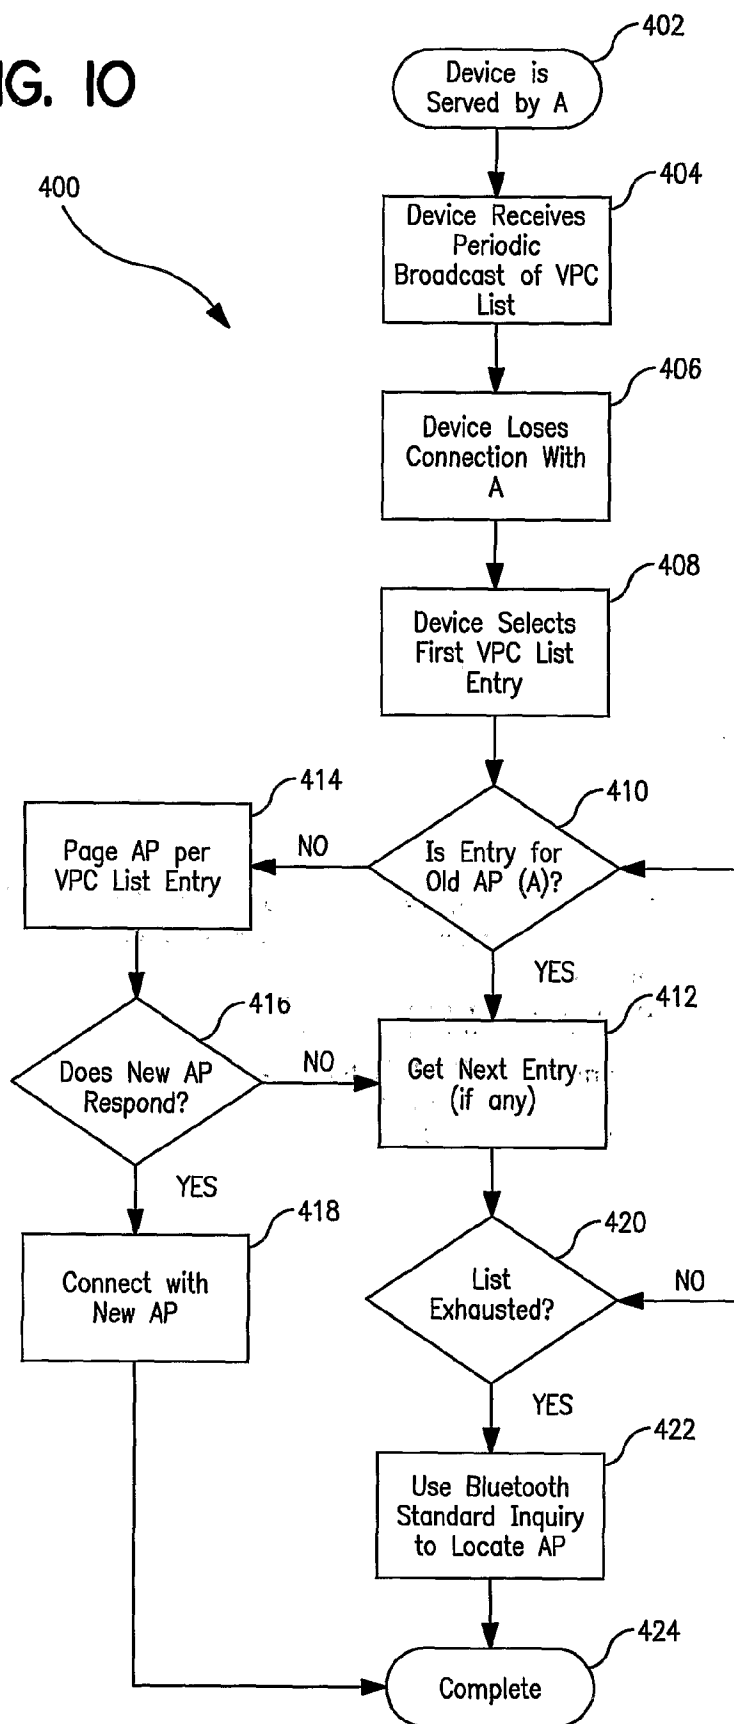 IG. 10
402
Device is
Served by A
400
404
Device Receives
Periodic
Broadcast of VPC
List
406
Device Loses
Connection With
A
408
Device Selects
First VPC List
Entry
414
410
Page AP per
VPC List Entry
NO
Is Entry for
Old AP (A)?
YES
416
412
Does New AP
Respond?
NO
Get Next Entry
(if any)
YES
418
420
Connect with
New AP
List
Exhausted?
NO
YES
422
Use Bluetooth
Standard Inquiry
to Locate AP
424
Complete